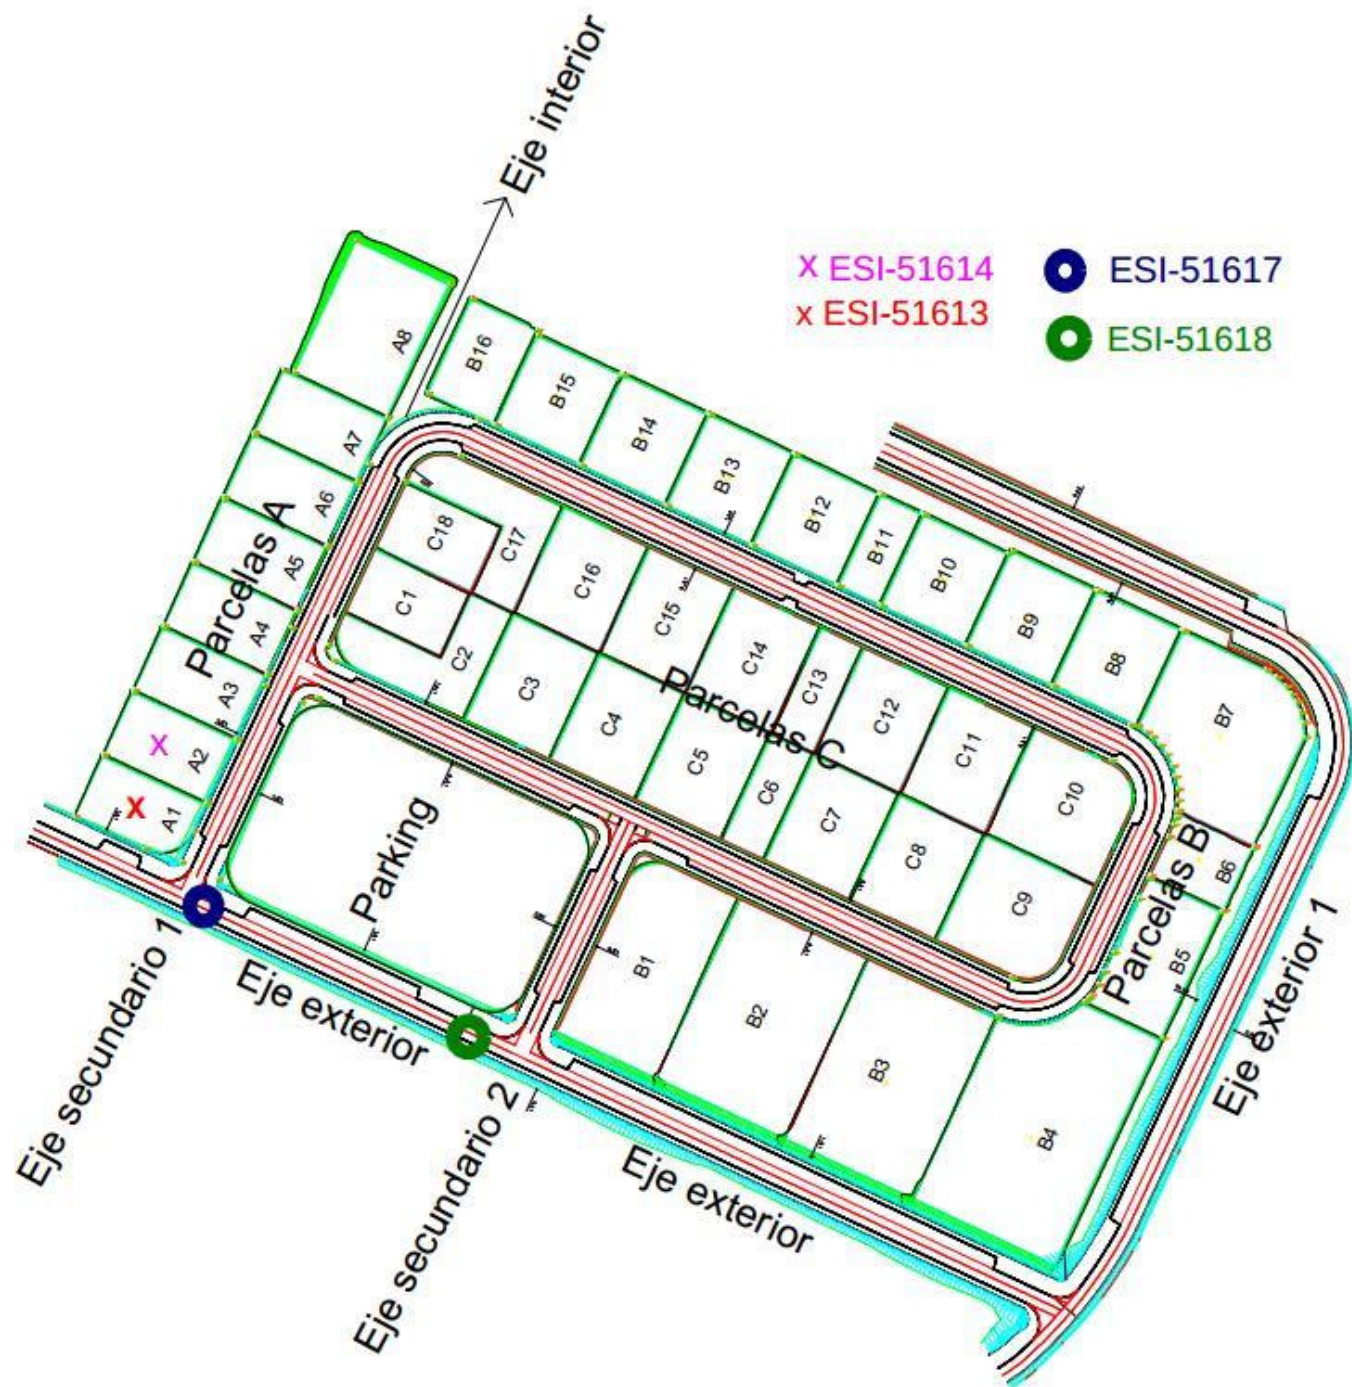 Eje interior
x ESI-51614
x ESI-51613
ESI-51617
ESI-51618
A8
A7
A6
A5
A4
A3
A2
A1
x
x
Parcelas A
B16
B15
B14
B13
B12
B11
B10
B9
B8
B7
B6
B5
B4
B3
B2
B1
Parcelas B
C18
C17
C16
C15
C14
C13
C12
C11
C10
C1
C2
C3
C4
C5
C6
C7
C8
C9
Parcelas C
Parking
Eje secundario 1
Eje exterior
Eje secundario 2
Eje exterior
Eje exterior 1